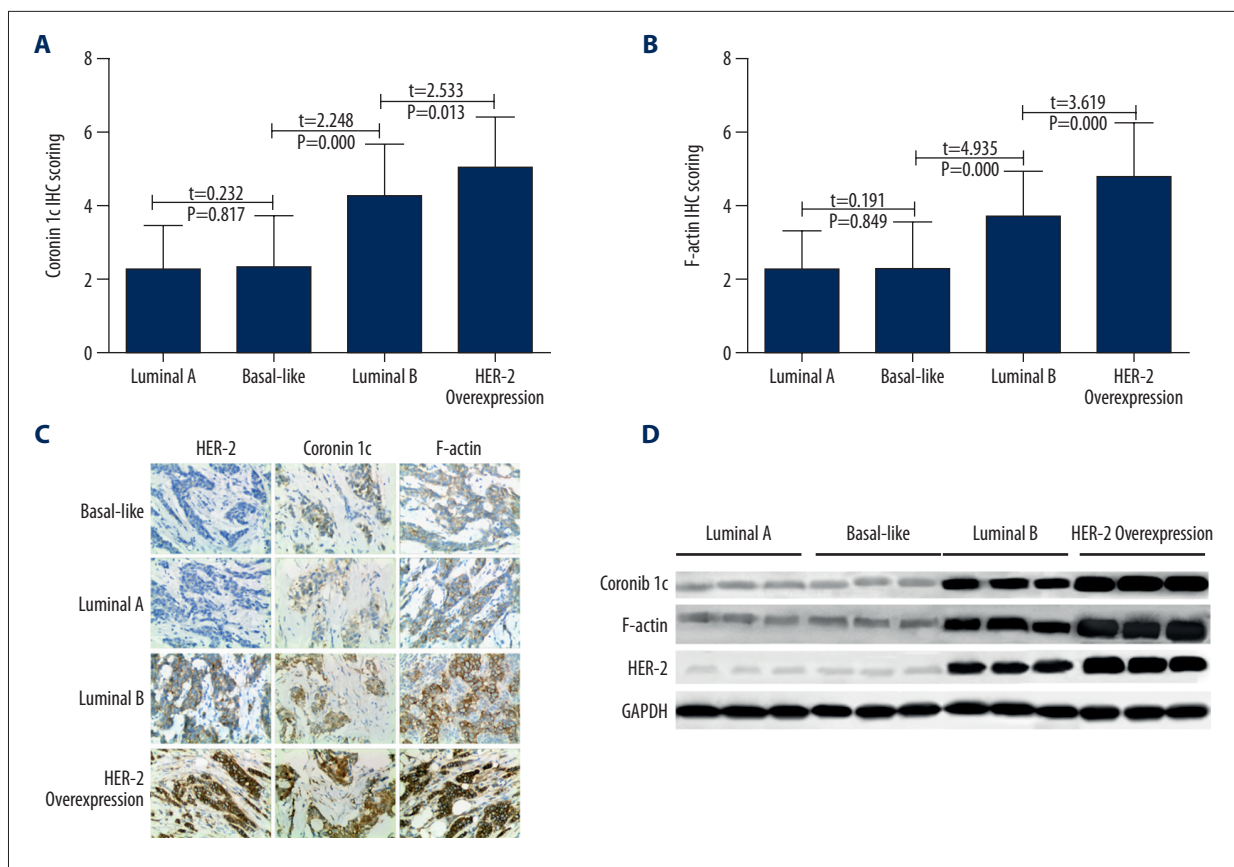 A
8
6
4
2
0
Coronin 1c IHC scoring
t=0.232
P=0.817
t=2.248
P=0.000
t=2.533
P=0.013
Luminal A
Basal-like
Luminal B
HER-2
Overexpression
B
8
6
4
2
0
F-actin IHC scoring
t=0.191
P=0.849
t=4.935
P=0.000
t=3.619
P=0.000
Luminal A
Basal-like
Luminal B
HER-2
Overexpression
C
HER-2 Coronin 1c F-actin
Basal-like
Luminal A
Luminal B
HER-2
Overexpression
D
Luminal A Basal-like Luminal B HER-2 Overexpression
Coronib 1c
F-actin
HER-2
GAPDH